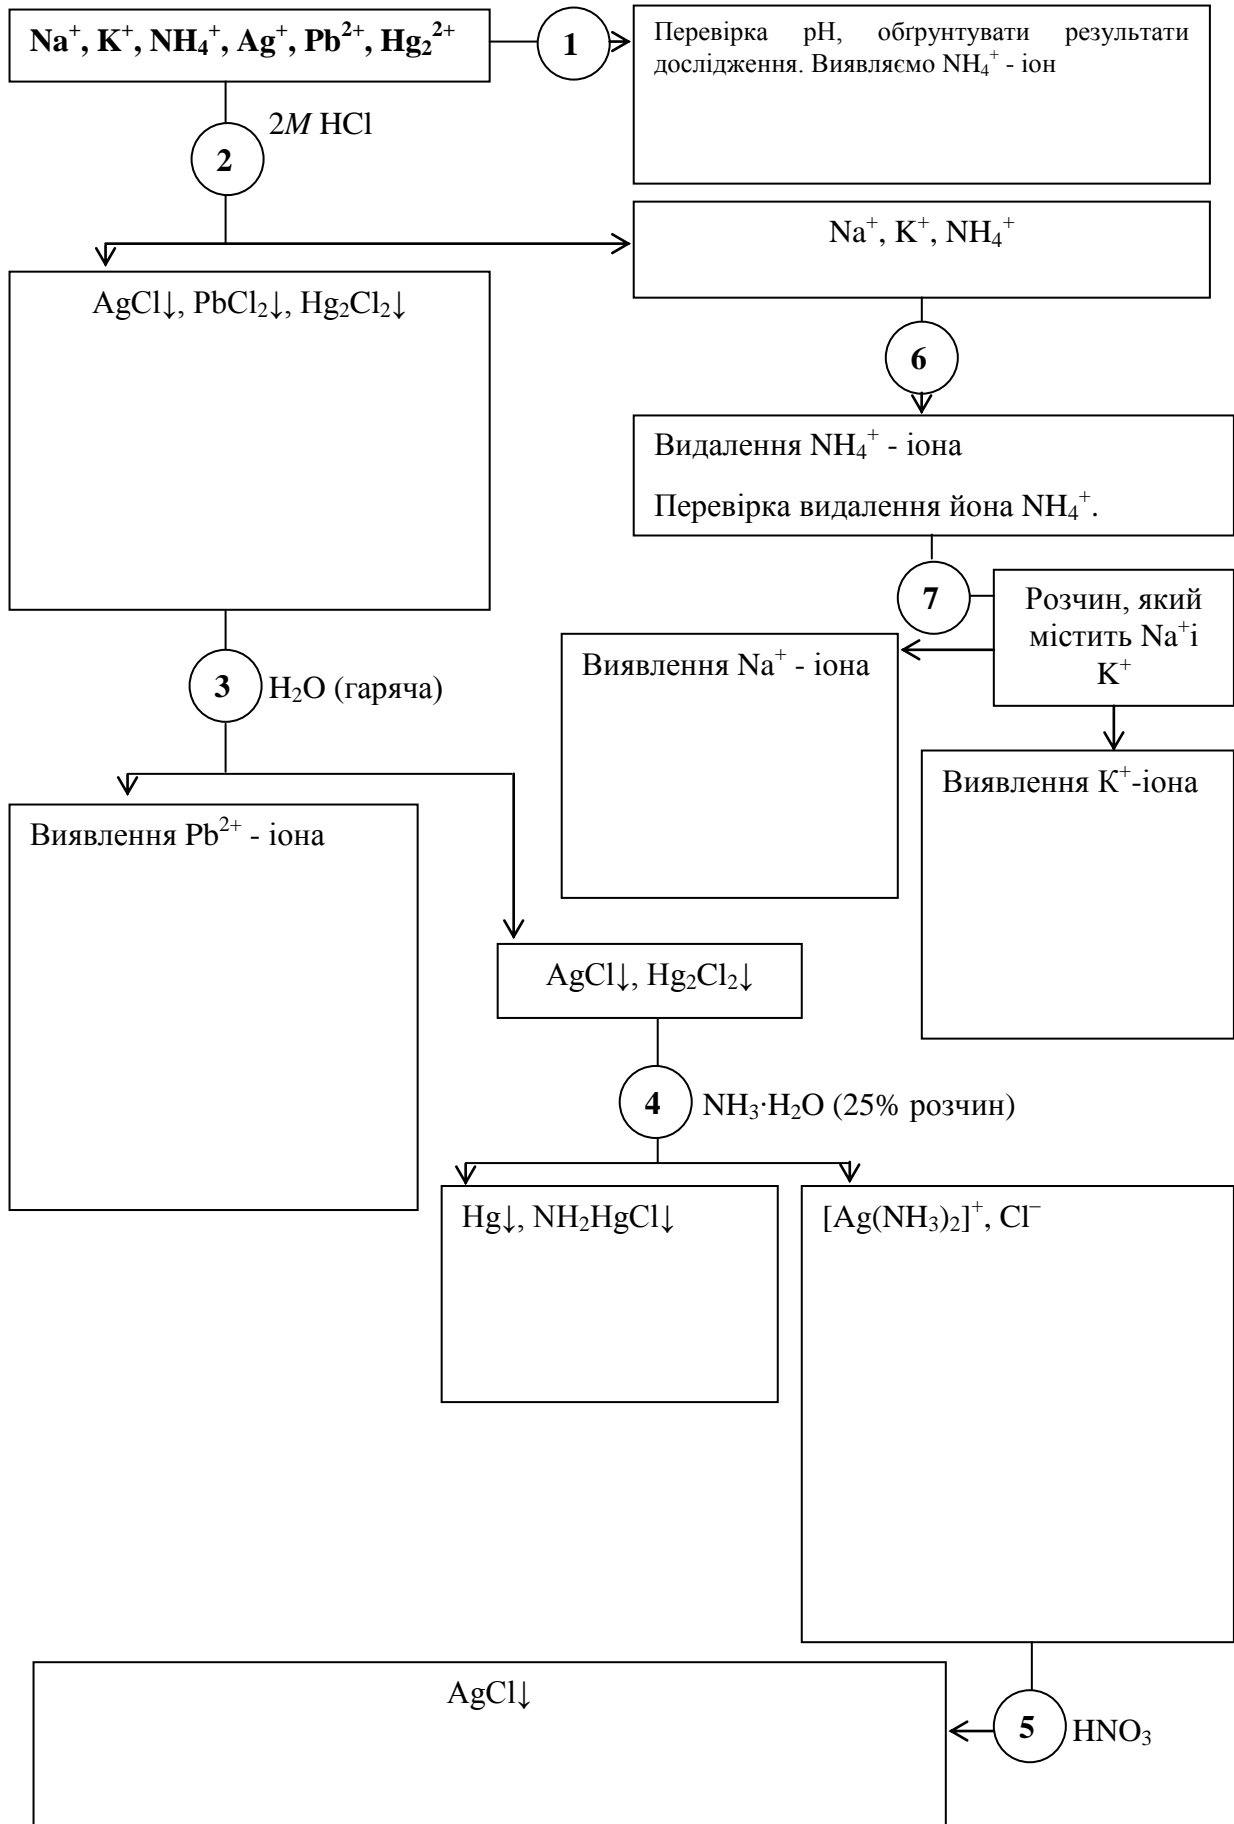 Na⁺, K⁺, NH₄⁺, Ag⁺, Pb²⁺, Hg₂²⁺
1
Перевірка pH, обґрунтувати результати
дослідження. Виявляємо NH₄⁺ - іон
2M HCl
2
Na⁺, K⁺, NH₄⁺
AgCl↓, PbCl₂↓, Hg₂Cl₂↓
6
Видалення NH₄⁺ - іона
Перевірка видалення йона NH₄⁺.
7
Розчин, який
містить Na⁺і
K⁺
Виявлення Na⁺ - іона
3
H₂O (гаряча)
Виявлення К⁺-іона
Виявлення Pb²⁺ - іона
AgCl↓, Hg₂Cl₂↓
4
NH₃·H₂O (25% розчин)
Hg↓, NH₂HgCl↓
[Ag(NH₃)₂]⁺, Cl⁻
AgCl↓
5
HNO₃